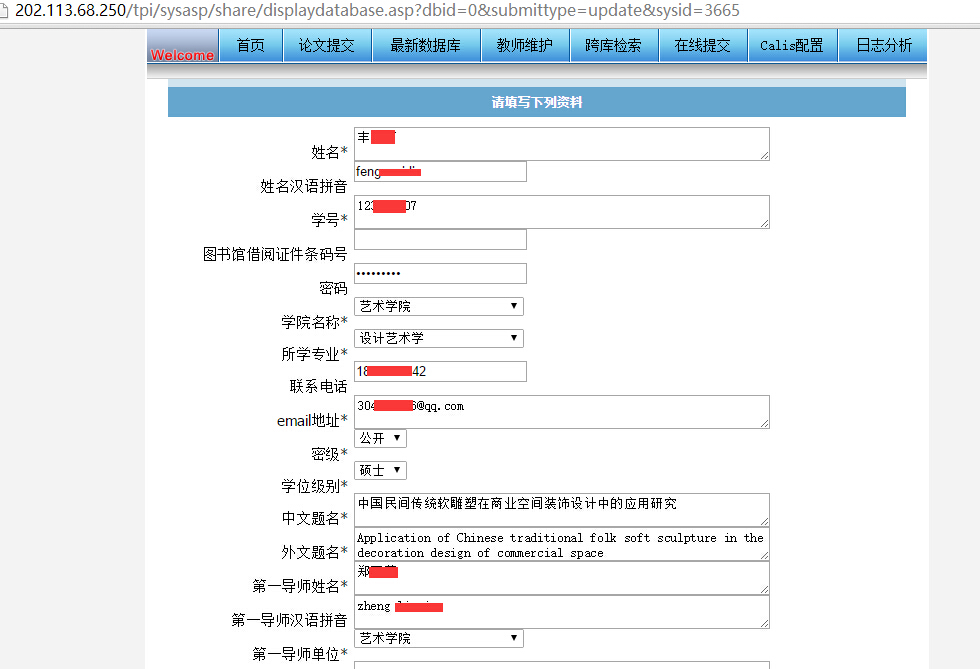 202.113.68.250/tpi/sysasp/share/displaydatabase.asp?dbid=0&submittype=update&sysid=3665
Welcome 首页 论文提交 最新数据库 教师维护 跨库检索 在线提交 Calis配置 日志分析
请填写下列资料
姓名* 丰
姓名汉语拼音 feng
学号* 12 07
图书馆借阅证件条码号
密码 •••••••••
学院名称* 艺术学院
所学专业* 设计艺术学
联系电话 18 42
email地址* 304 6@qq.com
密级* 公开
学位级别* 硕士
中文题名* 中国民间传统软雕塑在商业空间装饰设计中的应用研究
外文题名* Application of Chinese traditional folk soft sculpture in the
decoration design of commercial space
第一导师姓名* 郑
第一导师汉语拼音 zheng
第一导师单位* 艺术学院